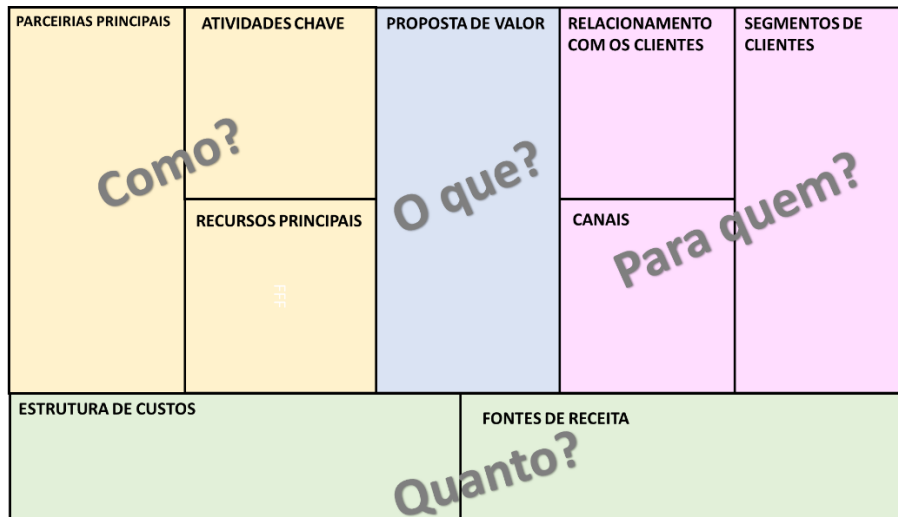 PARCEIRIAS PRINCIPAIS
ATIVIDADES CHAVE
PROPOSTA DE VALOR
RELACIONAMENTO
COM OS CLIENTES
SEGMENTOS DE
CLIENTES
Como?
O que?
Para quem?
RECURSOS PRINCIPAIS
CANAIS
ESTRUTURA DE CUSTOS
FONTES DE RECEITA
Quanto?